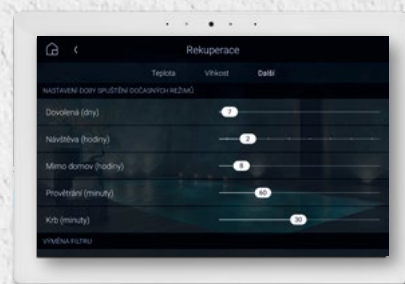 Rekuperace
Teplota Vlhkost Další
NASTAVENÍ DOBY SPUŠTĚNÍ DOČASNÝCH REŽIMŮ
Dovolená (dny) 7
Návštěva (hodiny) 2
Mimo domov (hodiny) 8
Provětrání (minuty) 60
Krb (minuty) 30
VÝMĚNA FILTRU